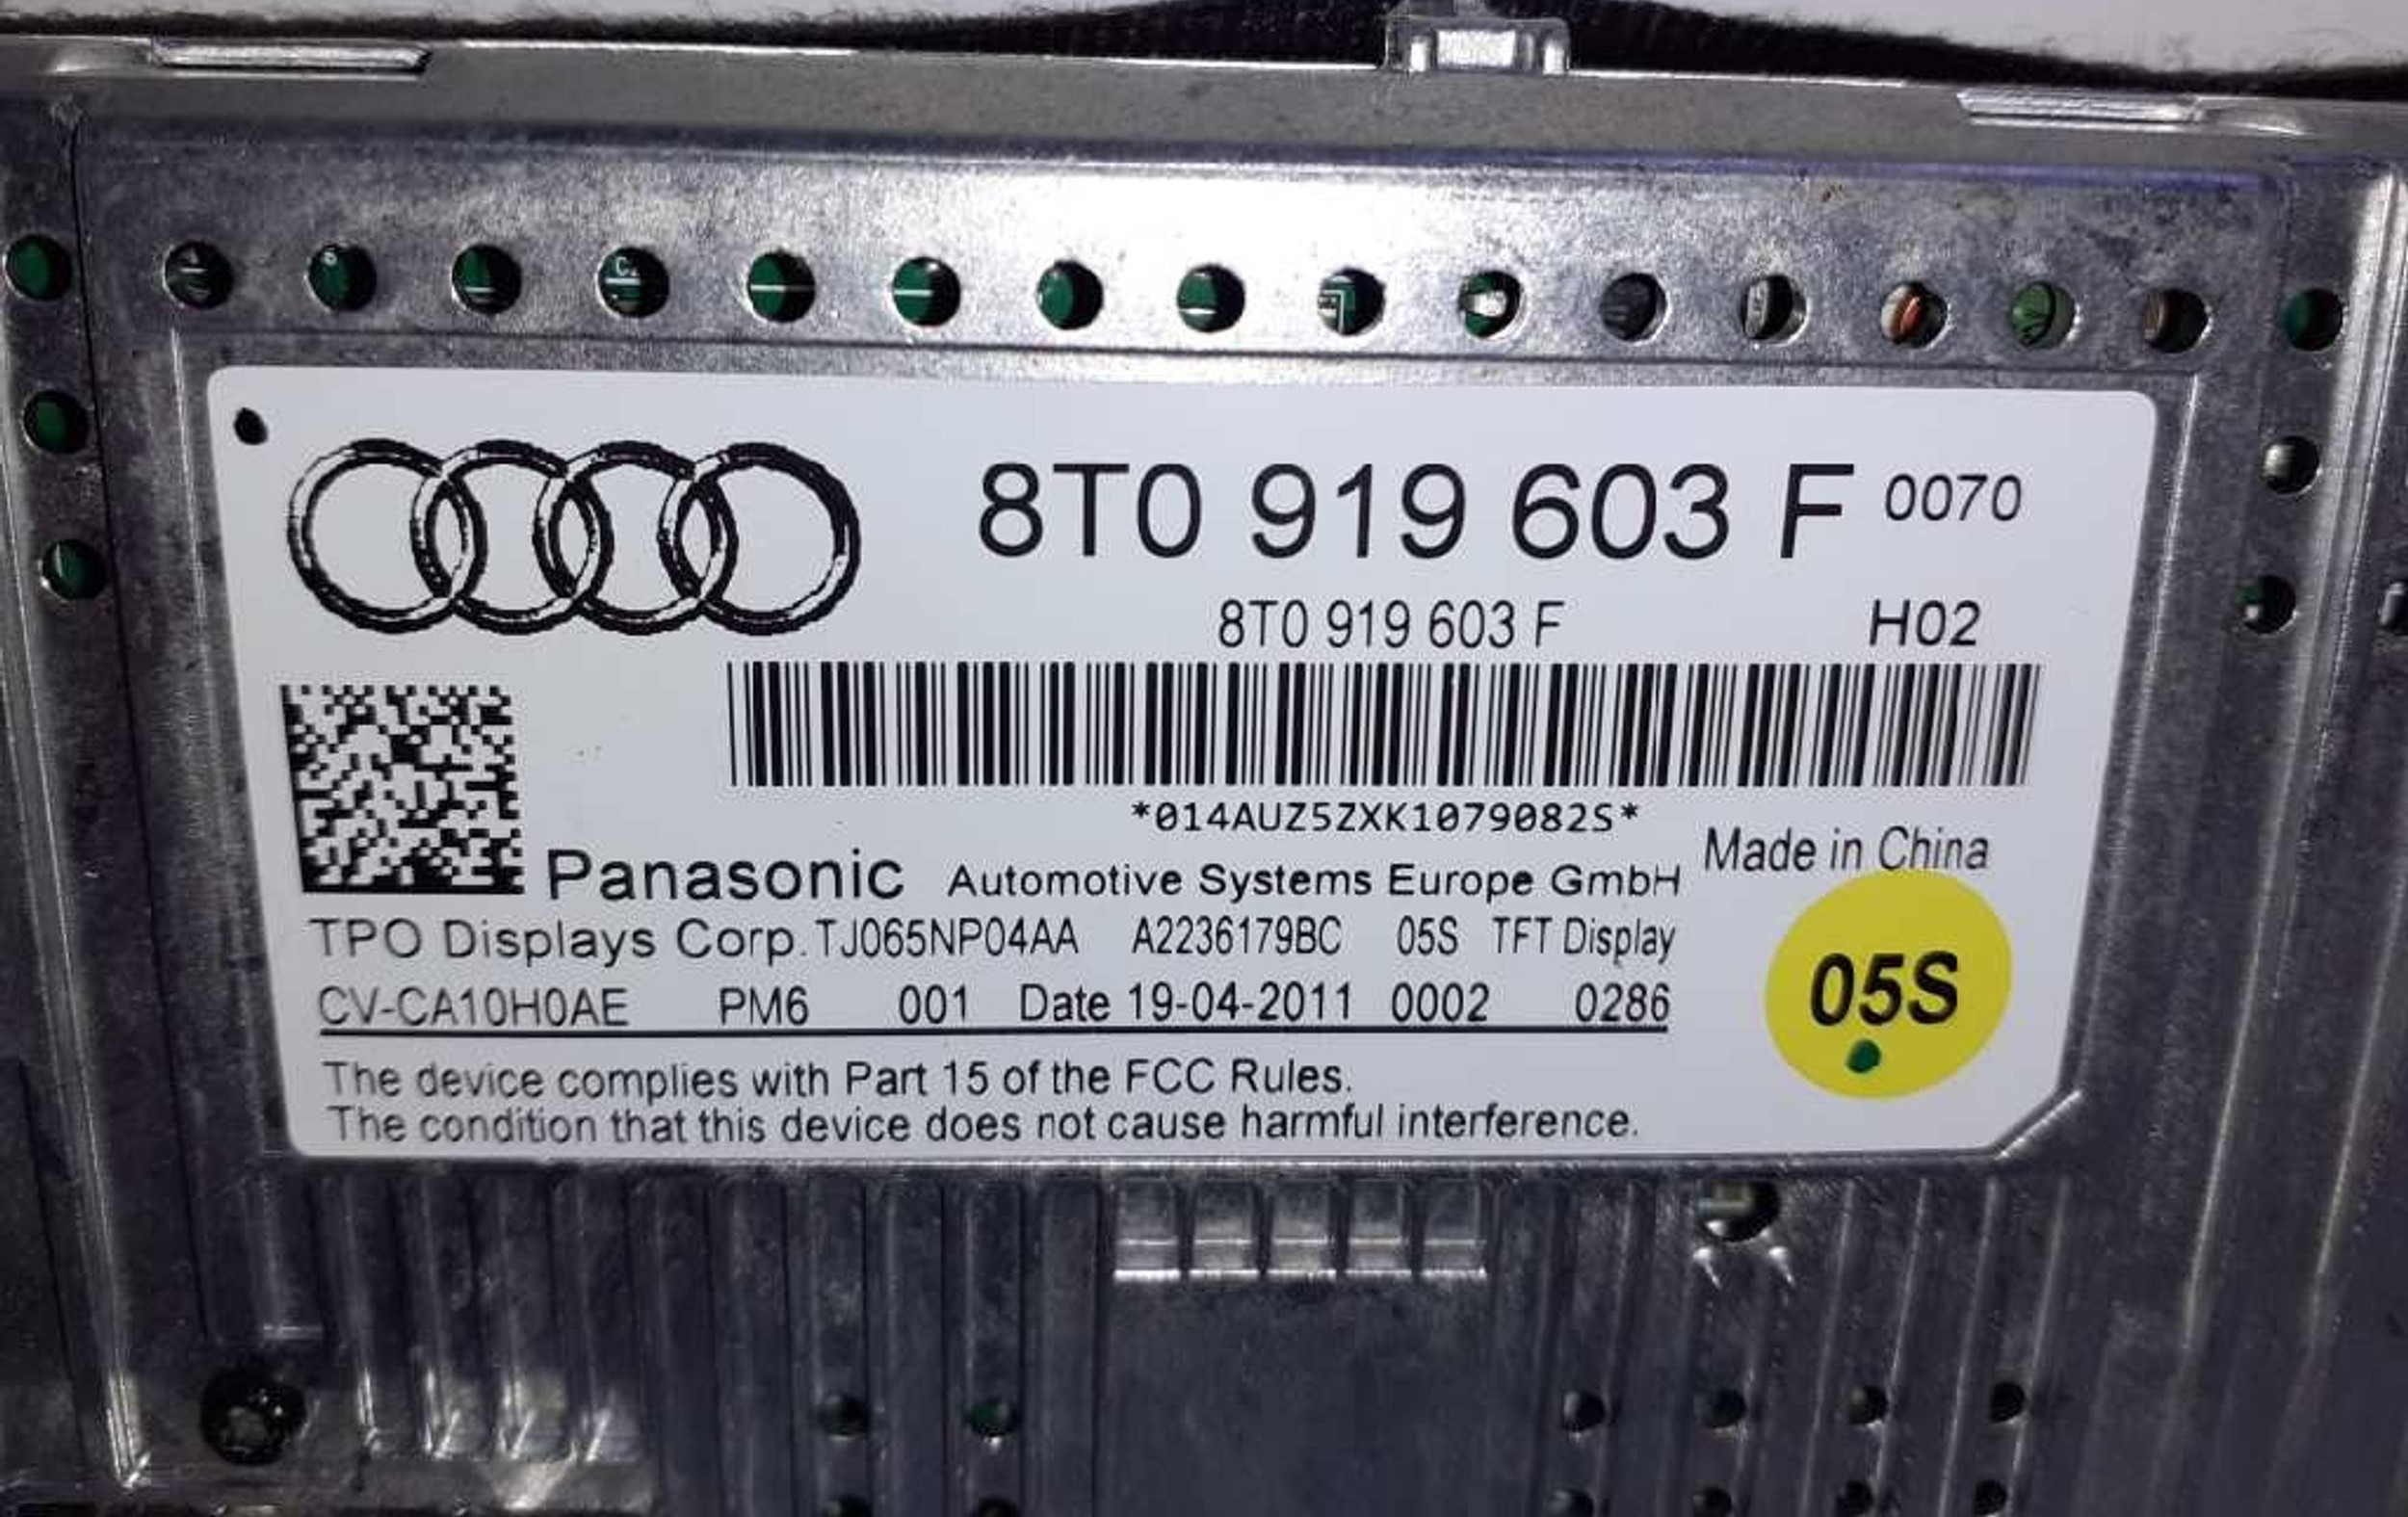 8T0 919 603 F 0070
8T0 919 603 F H02
*014AUZ5ZXK1079082S*
Made in China
Panasonic Automotive Systems Europe GmbH
TPO Displays Corp. TJ065NP04AA A2236179BC 05S TFT Display
05S
CV-CA10H0AE PM6 001 Date 19-04-2011 0002 0286
The device complies with Part 15 of the FCC Rules.
The condition that this device does not cause harmful interference.